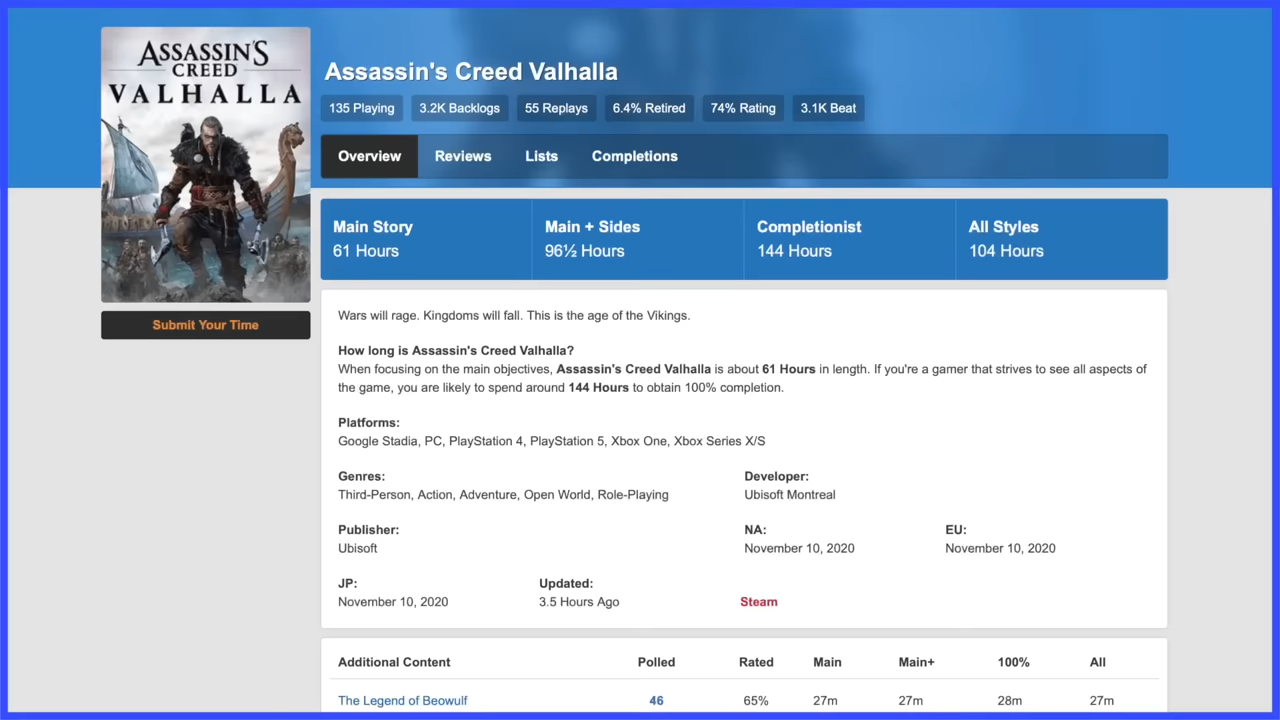 ASSASSIN'S
CREED
VALHALLA
Submit Your Time
Assassin's Creed Valhalla
135 Playing 3.2K Backlogs 55 Replays 6.4% Retired 74% Rating 3.1K Beat
Overview Reviews Lists Completions
Main Story Main + Sides Completionist All Styles
61 Hours 96½ Hours 144 Hours 104 Hours
Wars will rage. Kingdoms will fall. This is the age of the Vikings.
How long is Assassin's Creed Valhalla?
When focusing on the main objectives, Assassin's Creed Valhalla is about 61 Hours in length. If you're a gamer that strives to see all aspects of
the game, you are likely to spend around 144 Hours to obtain 100% completion.
Platforms:
Google Stadia, PC, PlayStation 4, PlayStation 5, Xbox One, Xbox Series X/S
Genres: Developer:
Third-Person, Action, Adventure, Open World, Role-Playing Ubisoft Montreal
Publisher: NA: EU:
Ubisoft November 10, 2020 November 10, 2020
JP: Updated:
November 10, 2020 3.5 Hours Ago Steam
Additional Content Polled Rated Main Main+ 100% All
The Legend of Beowulf 46 65% 27m 27m 28m 27m